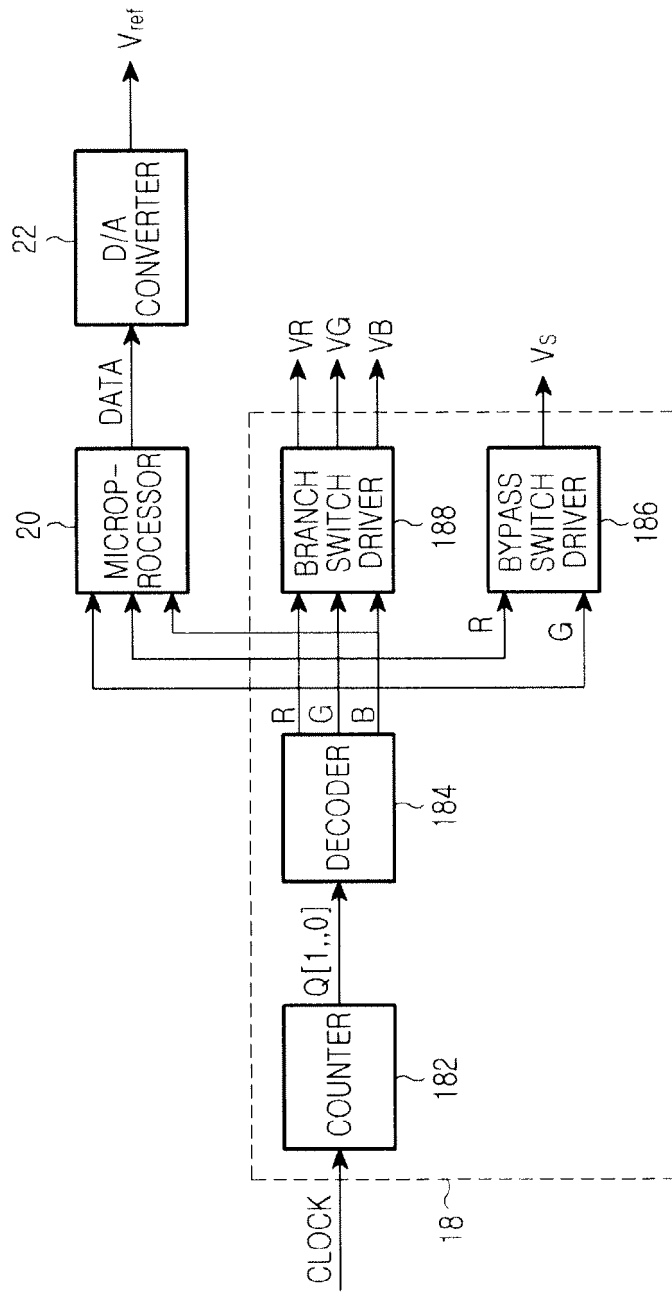 22
D/A
CONVERTER
Vref
DATA
20
MICROP-
ROCESSOR
VR
VG
VB
BRANCH
SWITCH
DRIVER
188
Vs
BYPASS
SWITCH
DRIVER
186
R
G
R
G
B
DECODER
184
Q[1,,0]
COUNTER
182
CLOCK
18